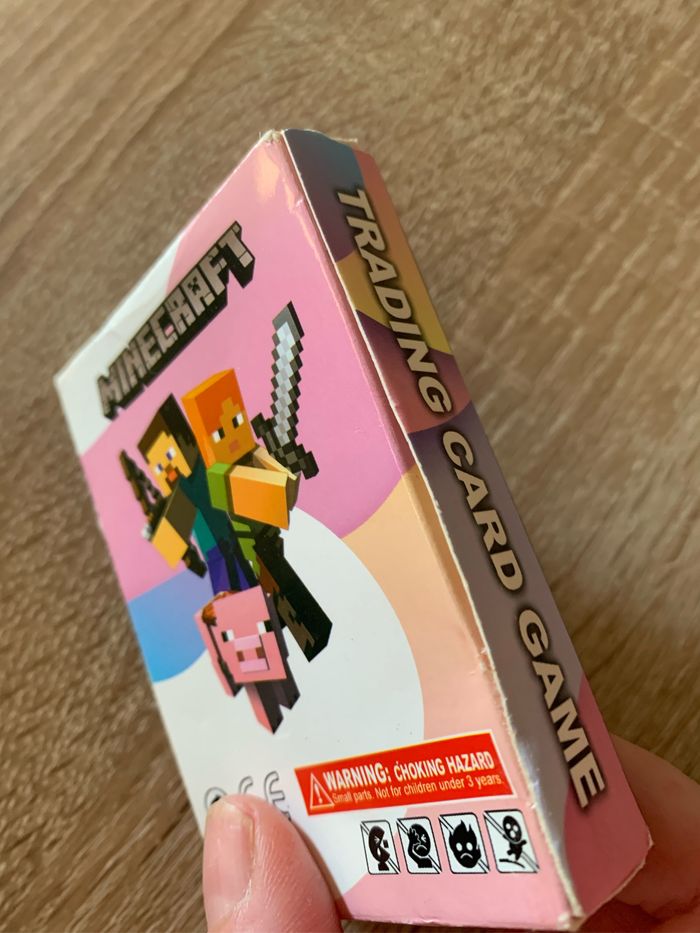 MINECRAFT
TRADING CARD GAME
WARNING: CHOKING HAZARD
Small parts. Not for children under 3 years.